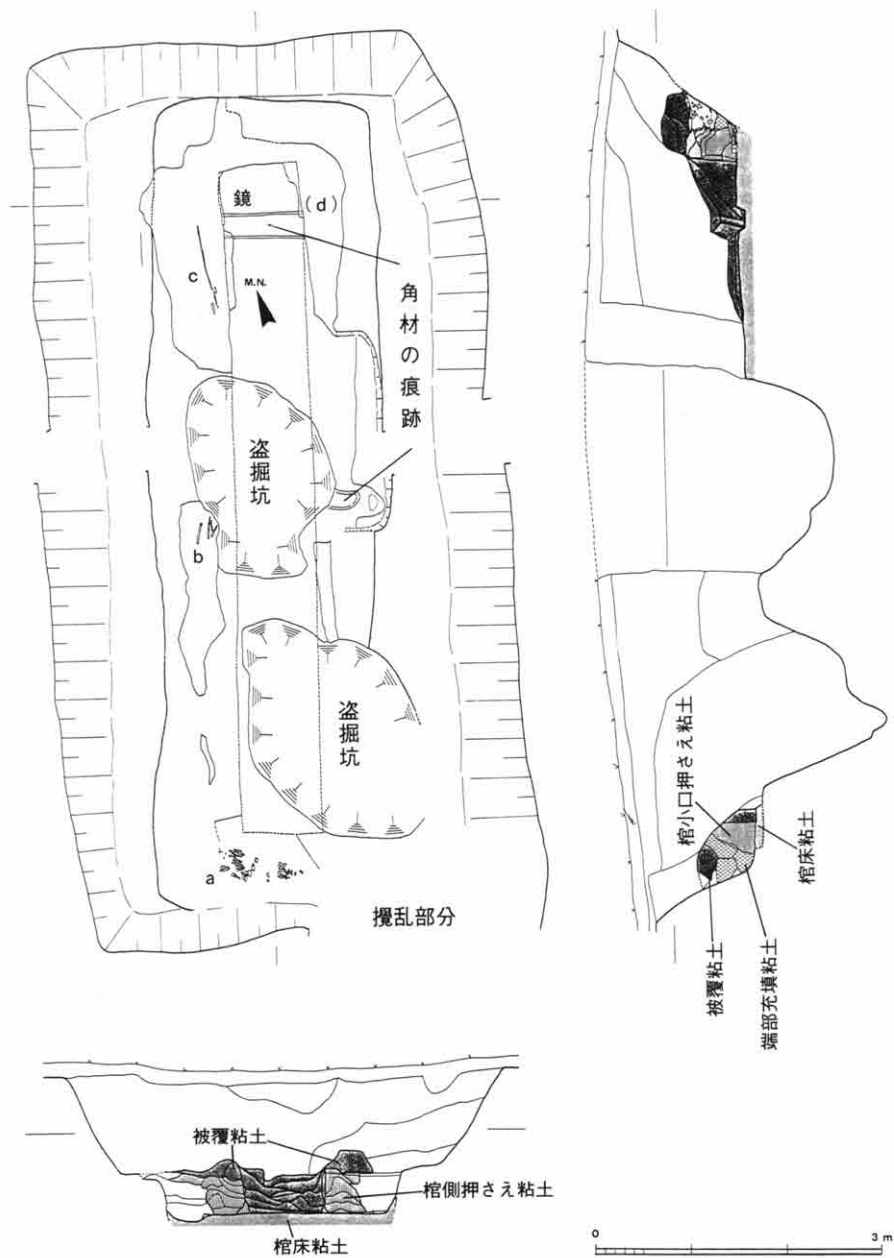 鏡
(d)
c
M.N.
角材の痕跡
盗掘坑
b
盗掘坑
a
攪乱部分
棺小口押さえ粘土
棺床粘土
被覆粘土
端部充填粘土
被覆粘土
棺側押さえ粘土
棺床粘土
0
3 m